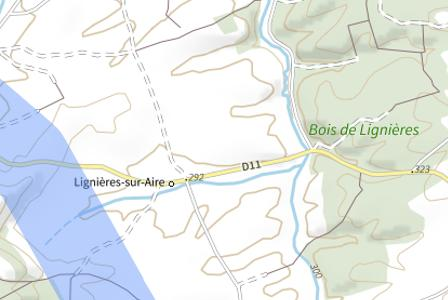 Bois de Lignières
D11
323
Lignières-sur-Aire
292
300